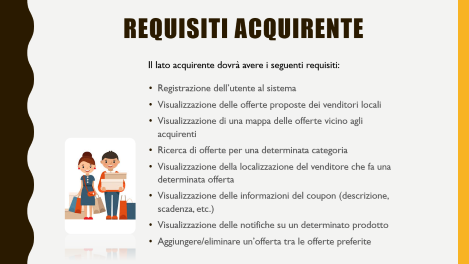 REQUISITI ACQUIRENTE
Il lato acquirente dovrà avere i seguenti requisiti:
• Registrazione dell'utente al sistema
• Visualizzazione delle offerte proposte dei venditori locali
• Visualizzazione di una mappa delle offerte vicino agli
acquirenti
• Ricerca di offerte per una determinata categoria
• Visualizzazione della localizzazione del venditore che fa una
determinata offerta
• Visualizzazione delle informazioni del coupon (descrizione,
scadenza, etc.)
• Visualizzazione delle notifiche su un determinato prodotto
• Aggiungere/eliminare un'offerta tra le offerte preferite